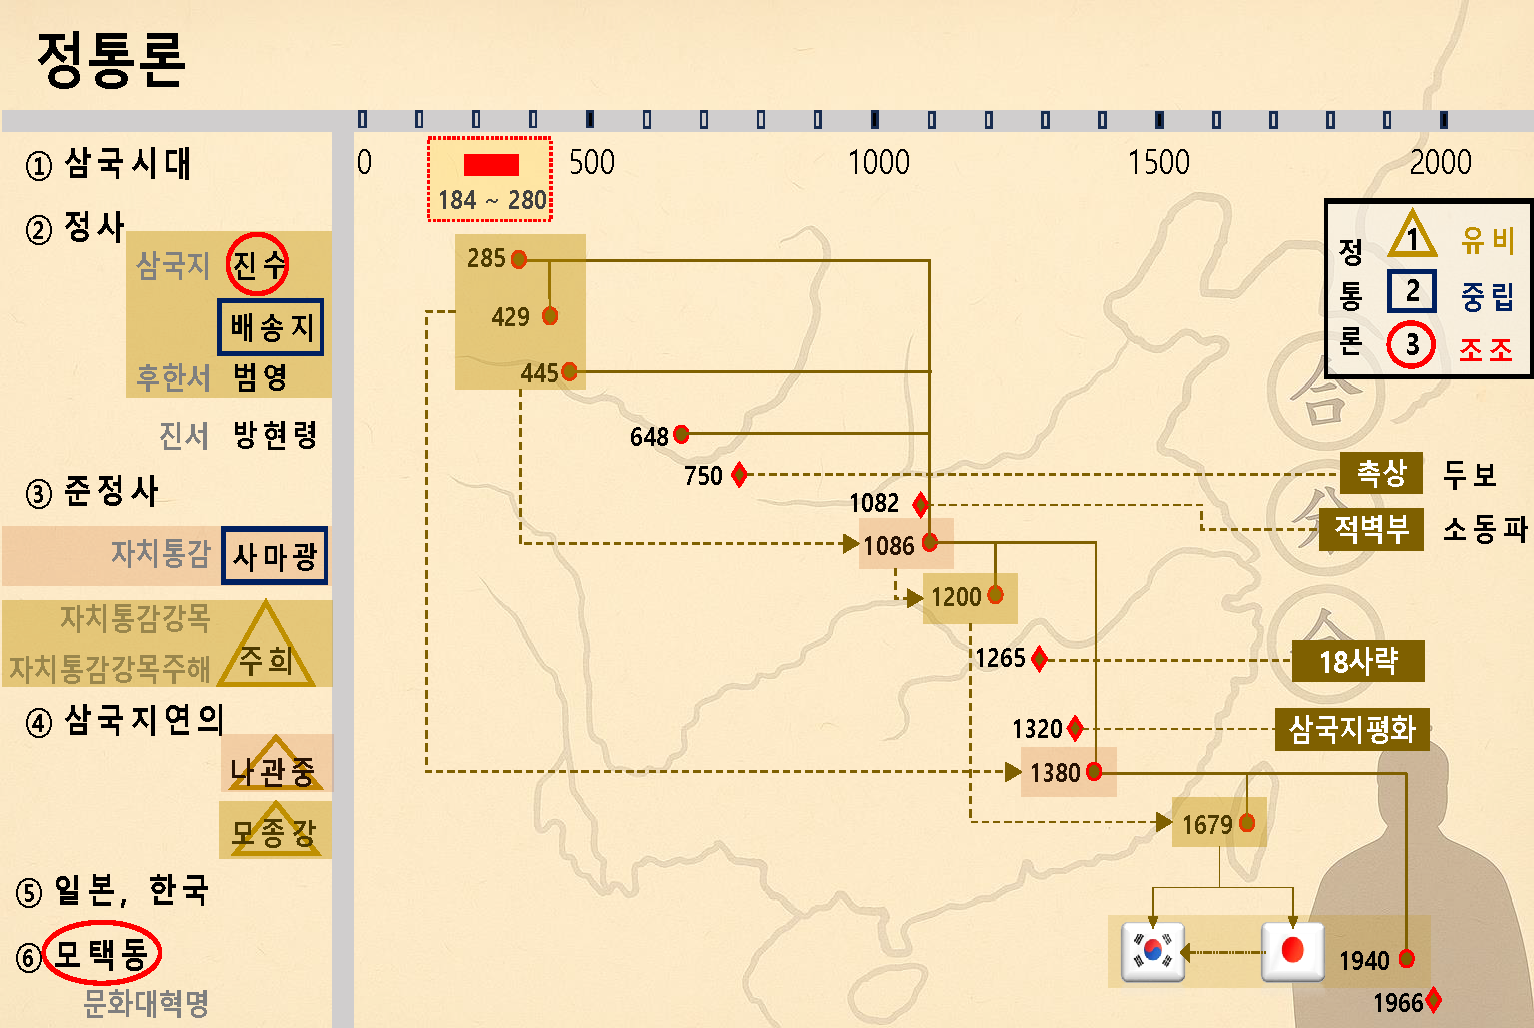 정통론
0 500 1000 1500 2000
184 ~ 280
① 삼국시대
② 정사
삼국지 진수
배송지
후한서 범영
진서 방현령
③ 준정사
자치통감 사마광
자치통감강목
자치통감강목주해
주희
④ 삼국지연의
나관중
모종강
⑤ 일본, 한국
⑥ 모택동
문화대혁명
285
429
445
648
750
1082
1086
1200
1265
1320
1380
1679
1940
1966
정통론
1 유비
2 중립
3 조조
촉상 두보
적벽부 소동파
18사략
삼국지평화
合
分
合